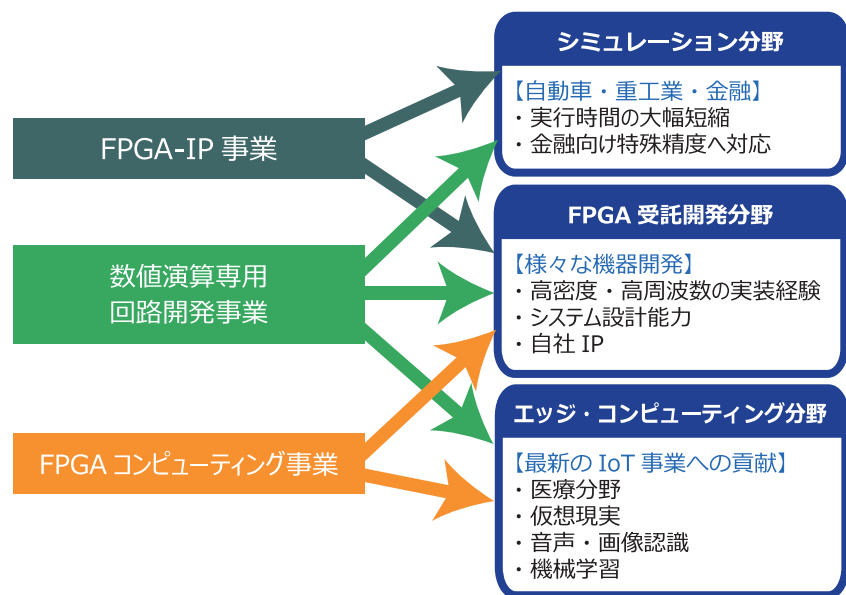 FPGA-IP 事業
数値演算専用
回路開発事業
FPGA コンピューティング事業
シミュレーション分野
【自動車・重工業・金融】
・実行時間の大幅短縮
・金融向け特殊精度へ対応
FPGA 受託開発分野
【様々な機器開発】
・高密度・高周波数の実装経験
・システム設計能力
・自社 IP
エッジ・コンピューティング分野
【最新の IoT 事業への貢献】
・医療分野
・仮想現実
・音声・画像認識
・機械学習